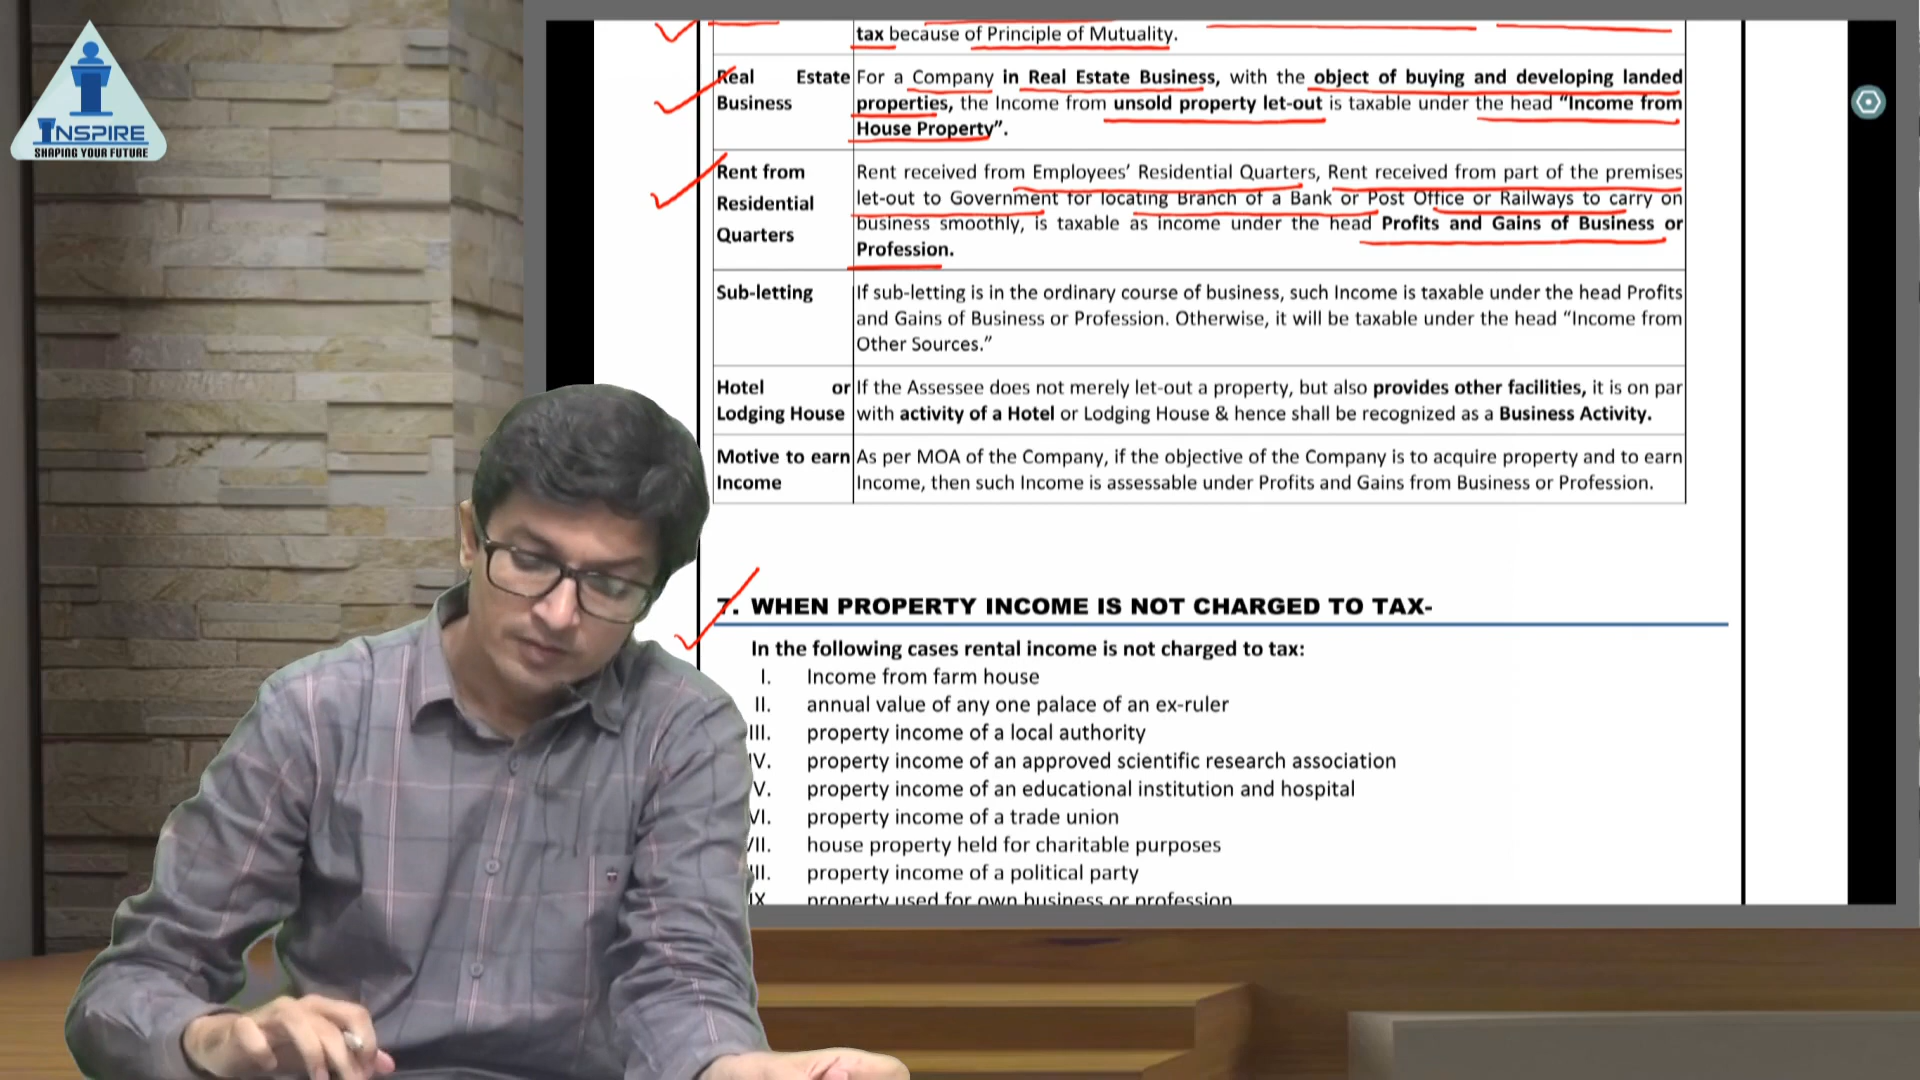 INSPIRE
SHAPING YOUR FUTURE
tax because of Principle of Mutuality.
Real Estate Business
For a Company in Real Estate Business, with the object of buying and developing landed
properties, the Income from unsold property let-out is taxable under the head “Income from
House Property”.
Rent from
Residential
Quarters
Rent received from Employees’ Residential Quarters, Rent received from part of the premises
let-out to Government for locating Branch of a Bank or Post Office or Railways to carry on
business smoothly, is taxable as income under the head Profits and Gains of Business or
Profession.
Sub-letting
If sub-letting is in the ordinary course of business, such Income is taxable under the head Profits
and Gains of Business or Profession. Otherwise, it will be taxable under the head “Income from
Other Sources.”
Hotel or
Lodging House
If the Assessee does not merely let-out a property, but also provides other facilities, it is on par
with activity of a Hotel or Lodging House & hence shall be recognized as a Business Activity.
Motive to earn
Income
As per MOA of the Company, if the objective of the Company is to acquire property and to earn
Income, then such Income is assessable under Profits and Gains from Business or Profession.
7. WHEN PROPERTY INCOME IS NOT CHARGED TO TAX-
In the following cases rental income is not charged to tax:
I. Income from farm house
II. annual value of any one palace of an ex-ruler
III. property income of a local authority
IV. property income of an approved scientific research association
V. property income of an educational institution and hospital
VI. property income of a trade union
VII. house property held for charitable purposes
III. property income of a political party
IX property used for own business or profession